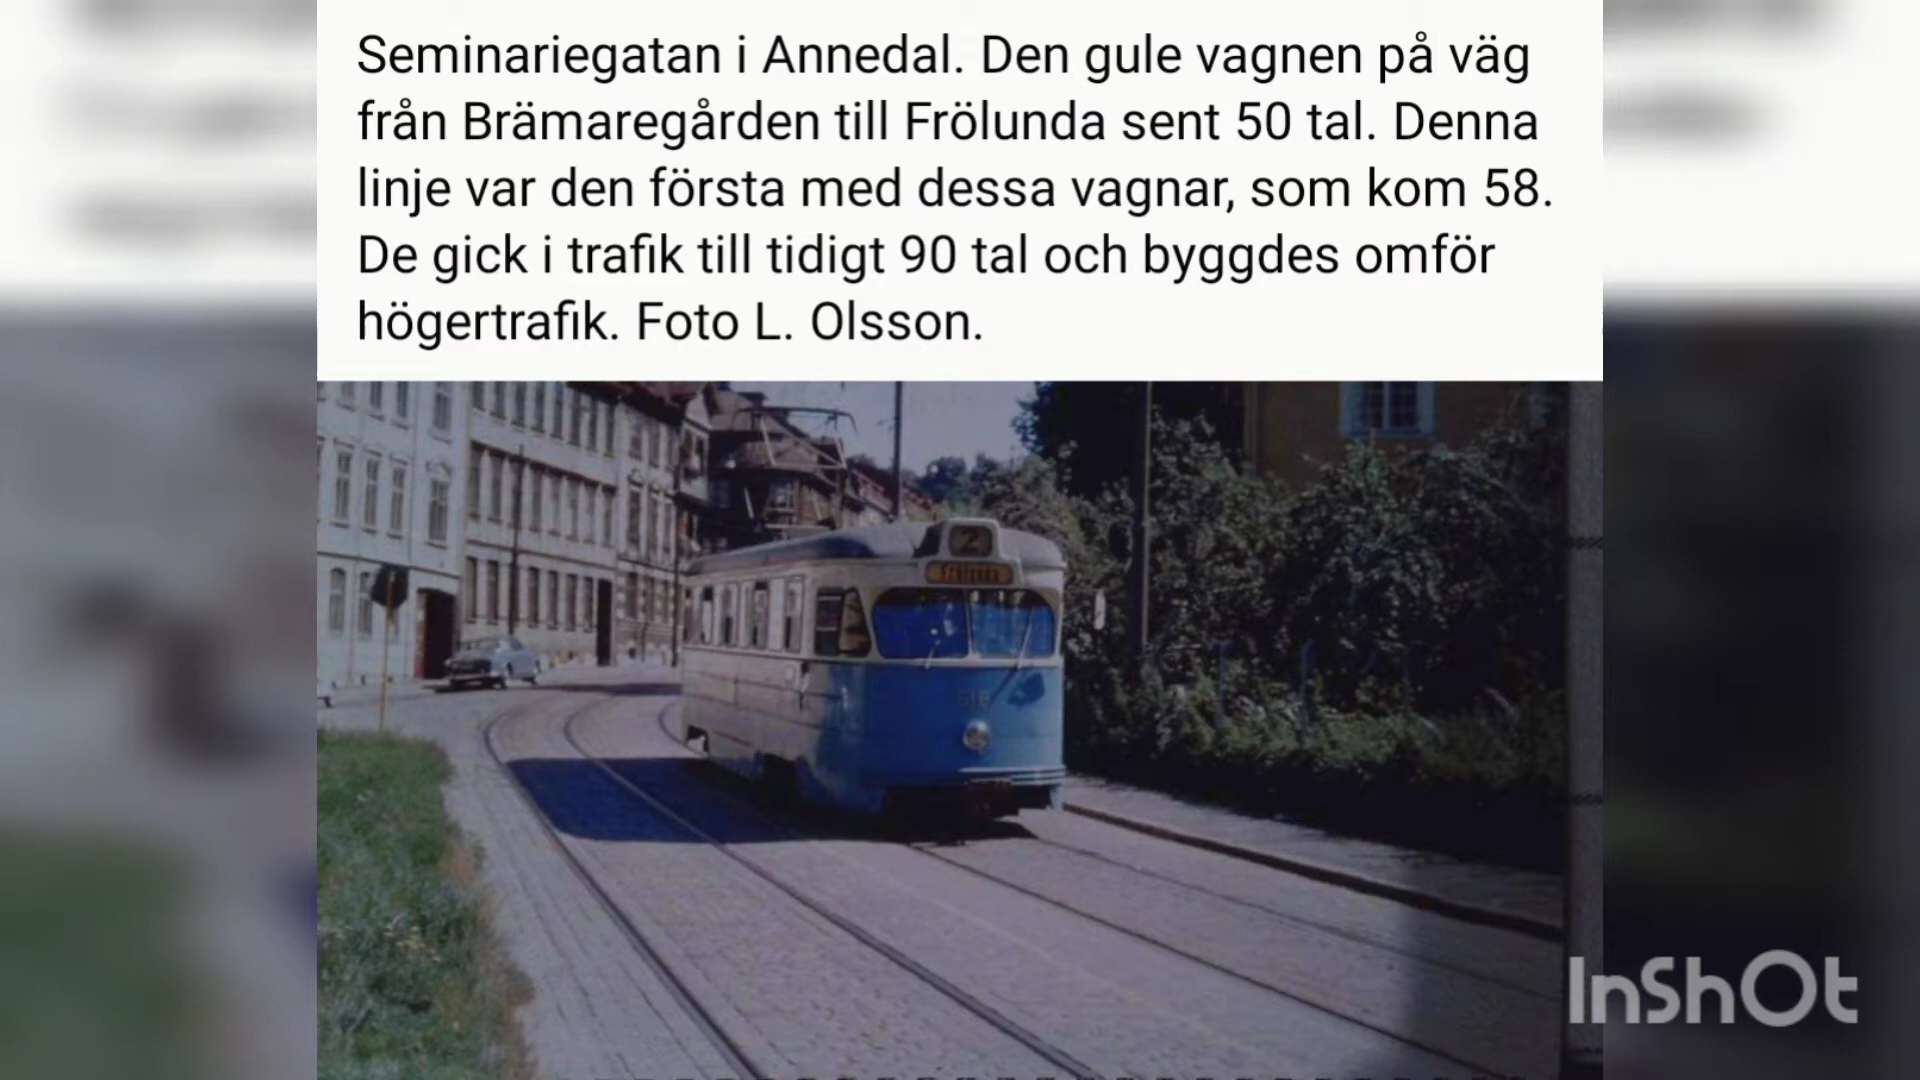 Seminariegatan i Annedal. Den gule vagnen på väg
från Brämaregården till Frölunda sent 50 tal. Denna
linje var den första med dessa vagnar, som kom 58.
De gick i trafik till tidigt 90 tal och byggdes omför
högertrafik. Foto L. Olsson.
2
Frölunda
InShOt